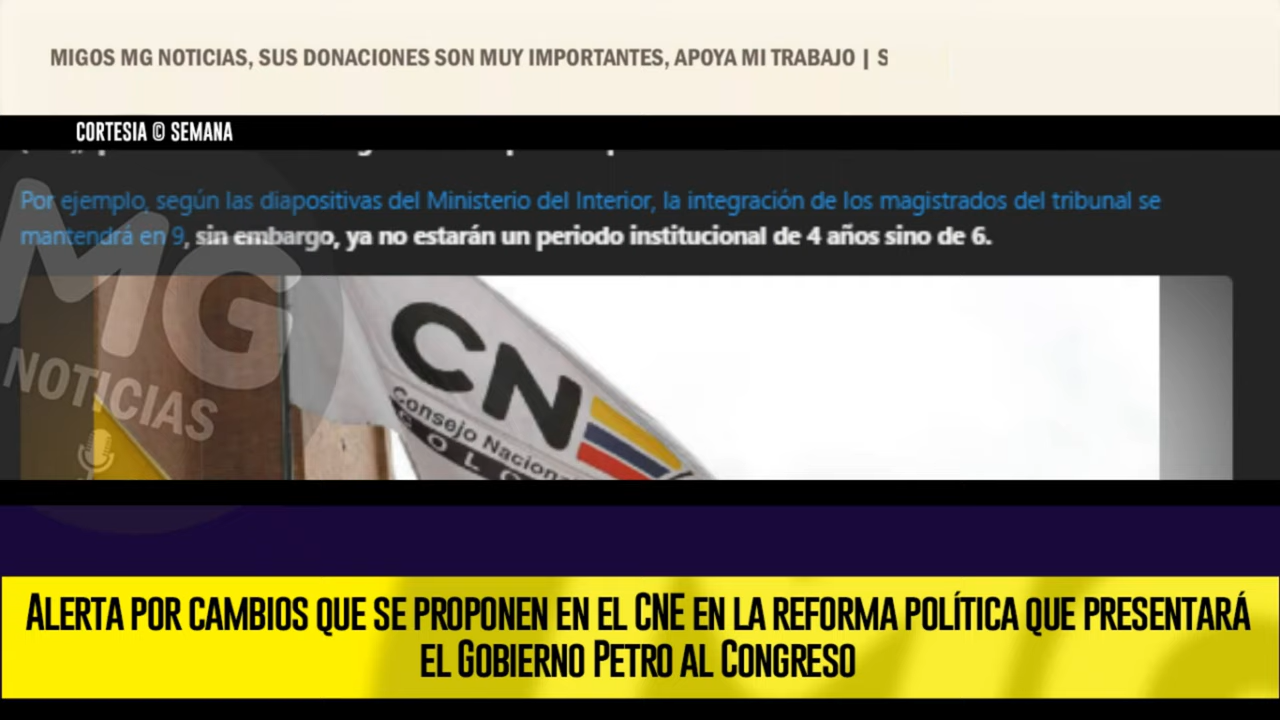 MIGOS MG NOTICIAS, SUS DONACIONES SON MUY IMPORTANTES, APOYA MI TRABAJO | S
CORTESIA © SEMANA
Por ejemplo, según las diapositivas del Ministerio del Interior, la integración de los magistrados del tribunal se
mantendrá en 9, sin embargo, ya no estarán un periodo institucional de 4 años sino de 6.
MG
NOTICIAS
CNE
Consejo Nacional
COLO
ALERTA POR CAMBIOS QUE SE PROPONEN EN EL CNE EN LA REFORMA POLÍTICA QUE PRESENTARÁ
EL GOBIERNO PETRO AL CONGRESO